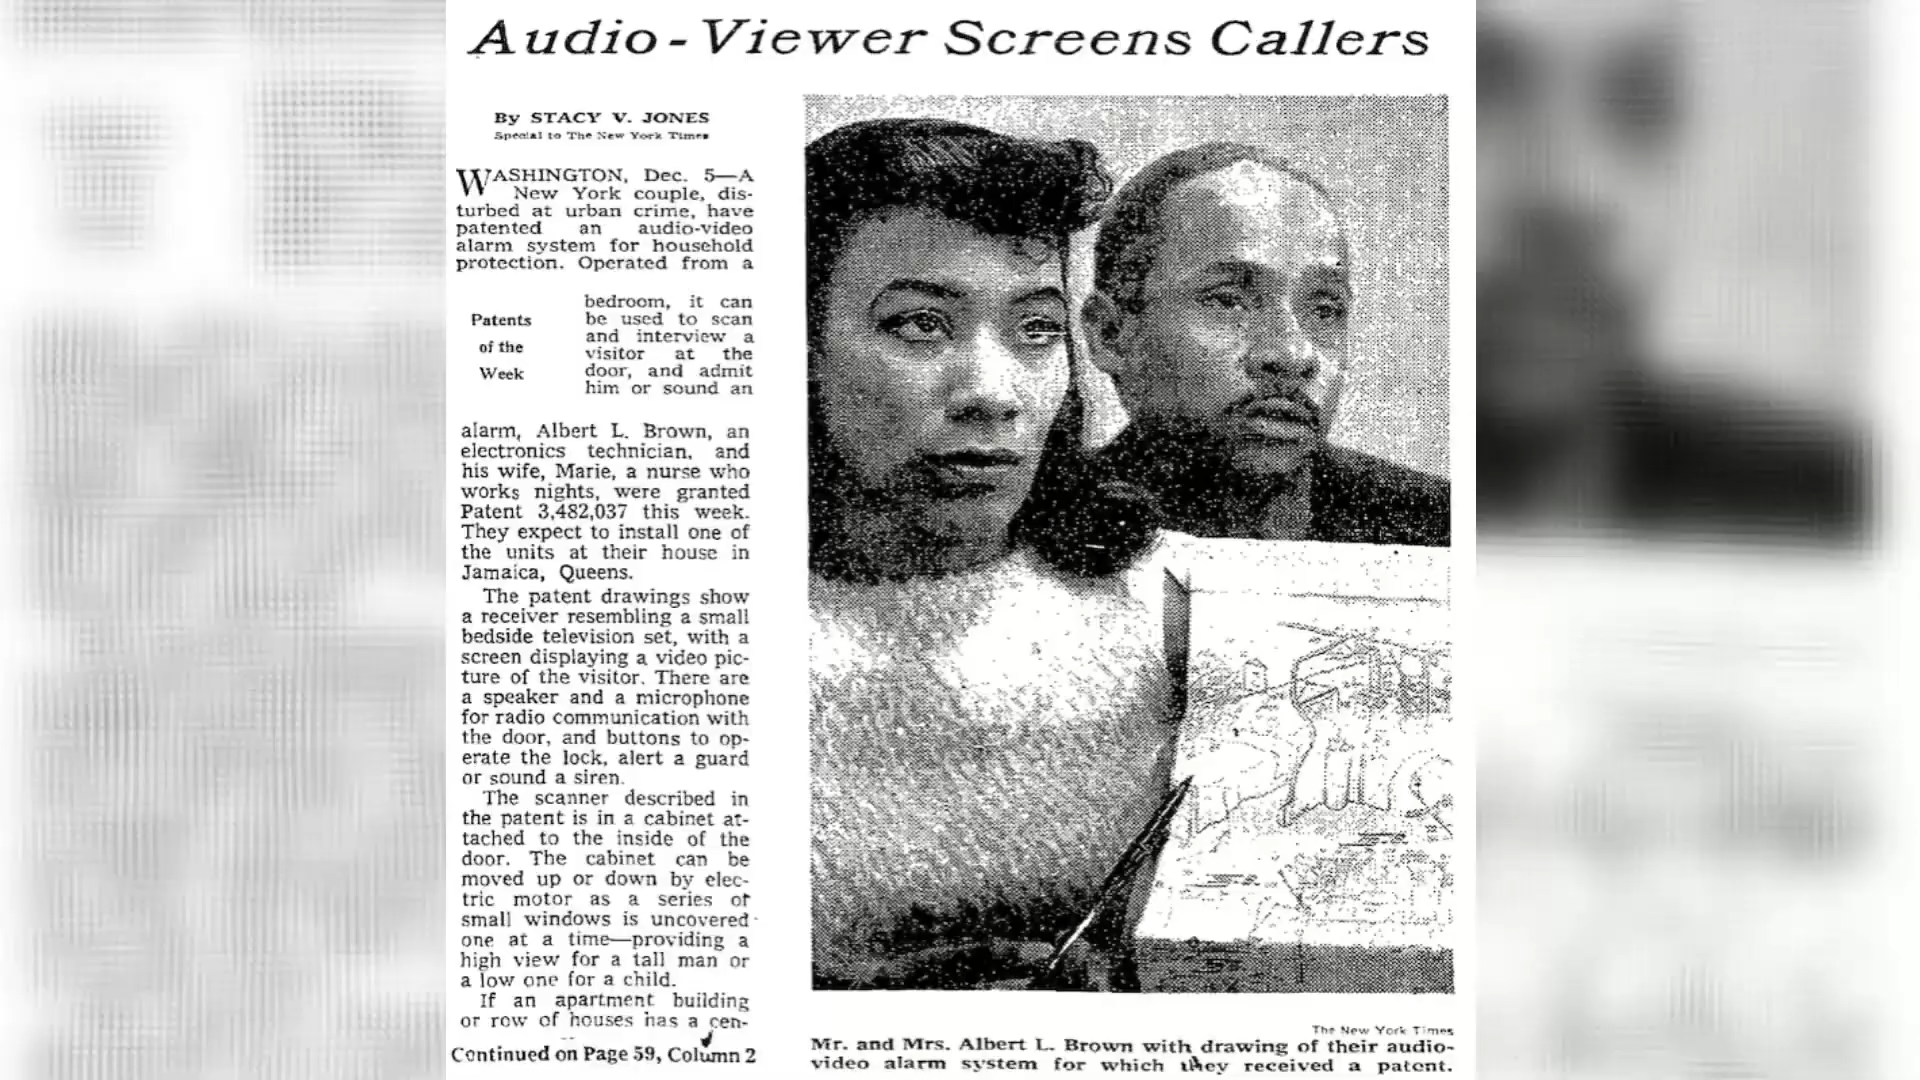 Audio-Viewer Screens Callers
By STACY V. JONES
Special to The New York Times
WASHINGTON, Dec. 5—A
New York couple, dis-
turbed at urban crime, have
patented an audio-video
alarm system for household
protection. Operated from a
Patents
of the
Week
bedroom, it can
be used to scan
and interview a
visitor at the
door, and admit
him or sound an
alarm, Albert L. Brown, an
electronics technician, and
his wife, Marie, a nurse who
works nights, were granted
Patent 3,482,037 this week.
They expect to install one of
the units at their house in
Jamaica, Queens.
The patent drawings show
a receiver resembling a small
bedside television set, with a
screen displaying a video pic-
ture of the visitor. There are
a speaker and a microphone
for radio communication with
the door, and buttons to op-
erate the lock, alert a guard
or sound a siren.
The scanner described in
the patent is in a cabinet at-
tached to the inside of the
door. The cabinet can be
moved up or down by elec-
tric motor as a series of
small windows is uncovered
one at a time—providing a
high view for a tall man or
a low one for a child.
If an apartment building
or row of houses has a cen-
Continued on Page 59, Column 2
The New York Times
Mr. and Mrs. Albert L. Brown with drawing of their audio-
video alarm system for which they received a patent.